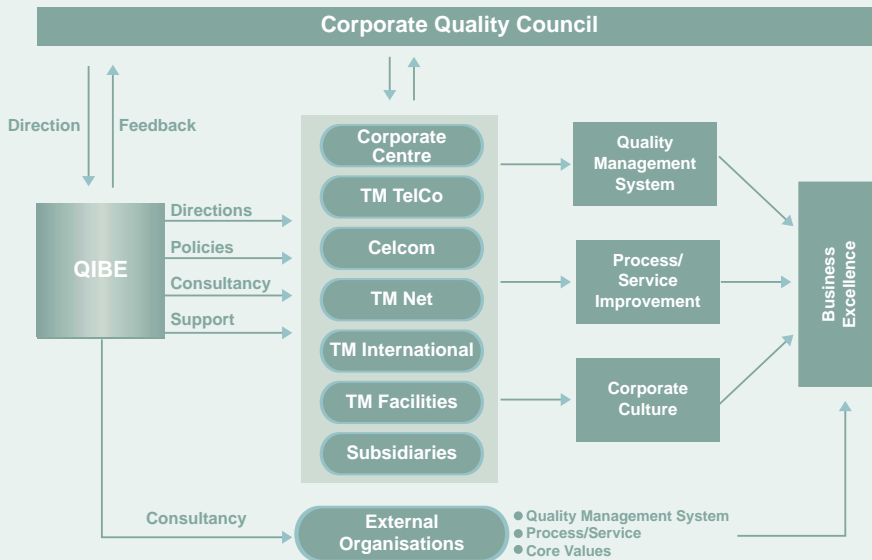 Corporate Quality Council
Direction
Feedback
QIBE
Directions
Policies
Consultancy
Support
Corporate
Centre
TM TelCo
Celcom
TM Net
TM International
TM Facilities
Subsidiaries
Quality
Management
System
Process/
Service
Improvement
Corporate
Culture
Business
Excellence
Consultancy
External
Organisations
● Quality Management System
● Process/Service
● Core Values